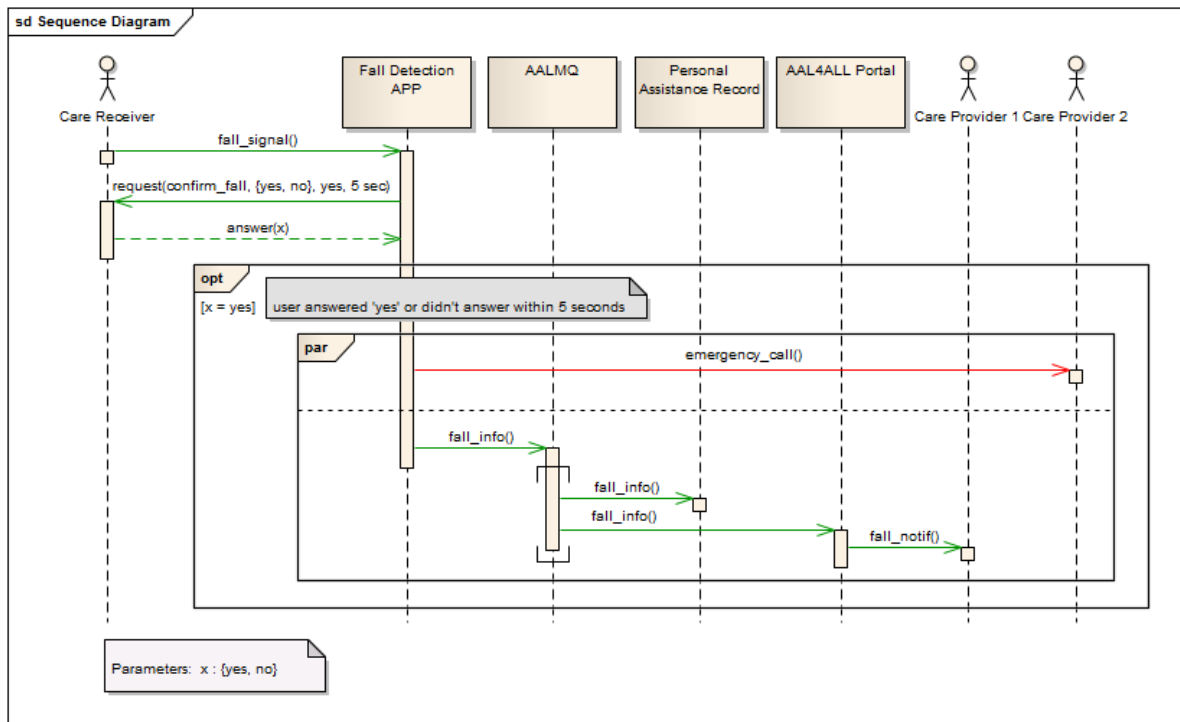 sd Sequence Diagram
Care Receiver
Fall Detection
APP
AALMQ
Personal
Assistance Record
AAL4ALL Portal
Care Provider 1
Care Provider 2
fall_signal()
request(confirm_fall, {yes, no}, yes, 5 sec)
answer(x)
opt
[x = yes]
user answered 'yes' or didn't answer within 5 seconds
par
emergency_call()
fall_info()
fall_info()
fall_info()
fall_notif()
Parameters: x : {yes, no}